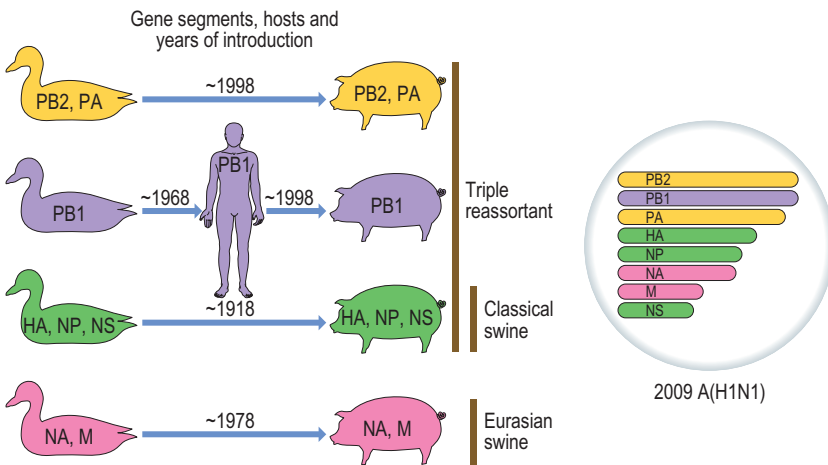 Gene segments, hosts and
years of introduction
PB2, PA
~1998
PB2, PA
PB1
~1968
PB1
~1998
PB1
Triple
reassortant
HA, NP, NS
~1918
HA, NP, NS
Classical
swine
NA, M
~1978
NA, M
Eurasian
swine
PB2
PB1
PA
HA
NP
NA
M
NS
2009 A(H1N1)